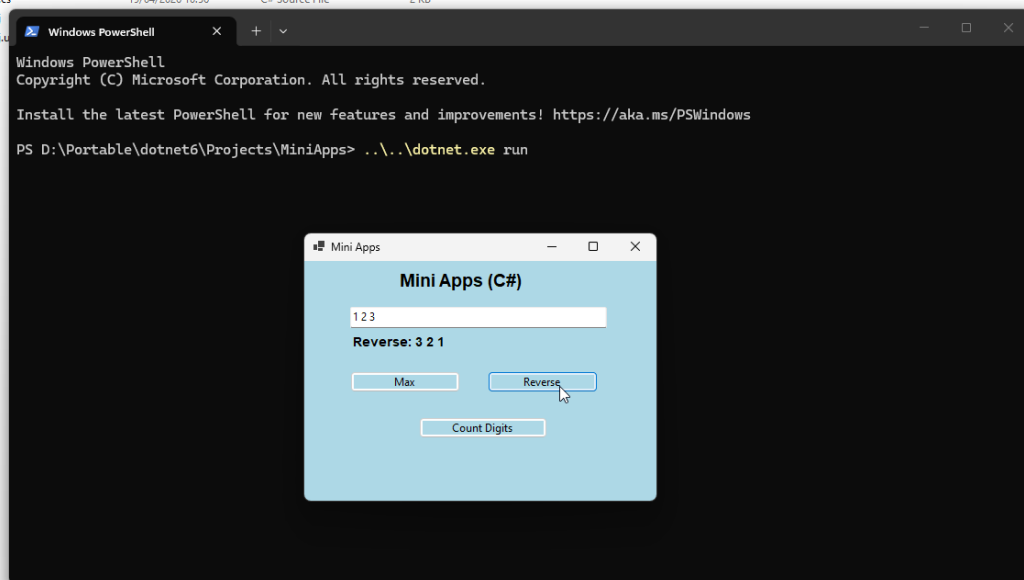 Windows PowerShell
Windows PowerShell
Copyright (C) Microsoft Corporation. All rights reserved.
Install the latest PowerShell for new features and improvements! https://aka.ms/PSWindows
PS D:\Portable\dotnet6\Projects\MiniApps> ..\..\dotnet.exe run
Mini Apps
Mini Apps (C#)
1 2 3
Reverse: 3 2 1
Max
Reverse
Count Digits